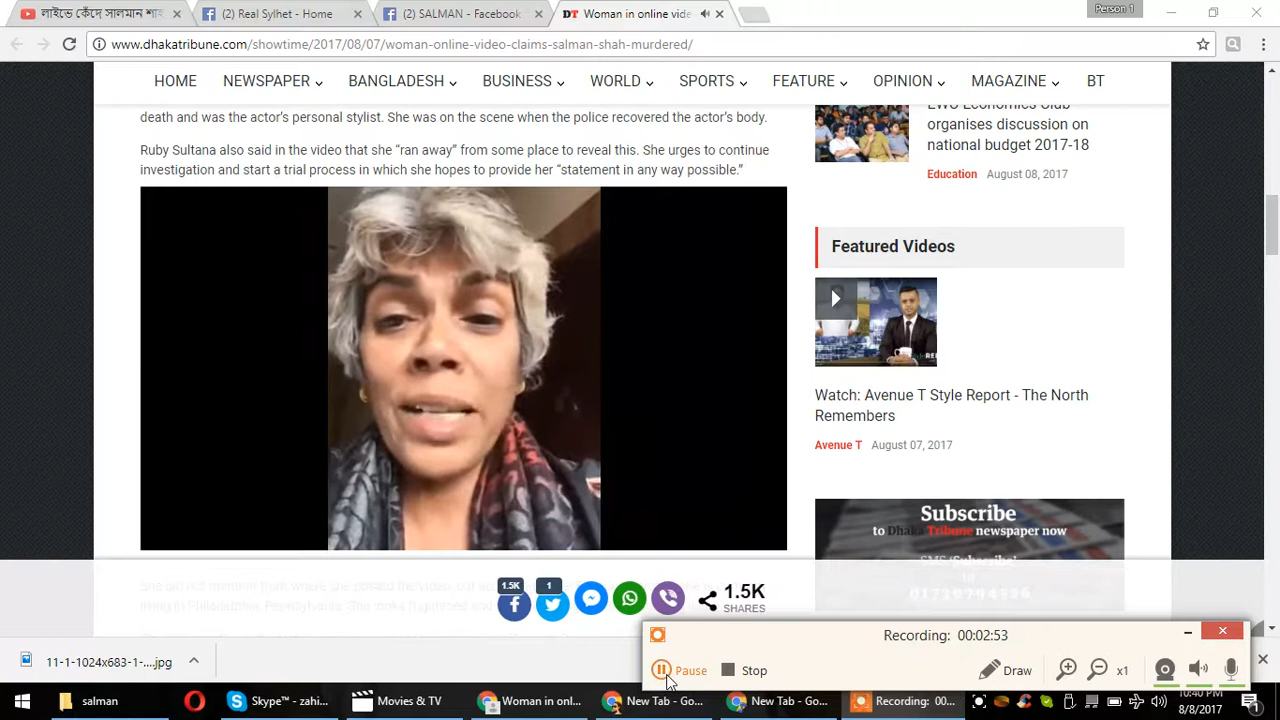 লাইভে কেঁদে সালমান শাহ
(2) Real Sylhet - Home
(2) SALMAN - Facebook
DT Woman in online vide
Person 1
www.dhakatribune.com/showtime/2017/08/07/woman-online-video-claims-salman-shah-murdered/
HOME NEWSPAPER BANGLADESH BUSINESS WORLD SPORTS FEATURE OPINION MAGAZINE BT
death and was the actor's personal stylist. She was on the scene when the police recovered the actor's body.
Ruby Sultana also said in the video that she “ran away” from some place to reveal this. She urges to continue
investigation and start a trial process in which she hopes to provide her “statement in any way possible.”
Economics Club
organises discussion on
national budget 2017-18
Education August 08, 2017
Featured Videos
Watch: Avenue T Style Report - The North
Remembers
Avenue T August 07, 2017
Subscribe
to Dhaka Tribune newspaper now
SMS 'Subscribe'
to
1.5K
1
1.5K
SHARES
Recording: 00:02:53
Pause
Stop
Draw
x1
11-1-1024x683-1-....jpg
salman
Skype™ - zahi...
Movies & TV
Woman in onl...
New Tab - Go...
New Tab - Go...
Recording: 00...
10:40 PM
8/8/2017
1